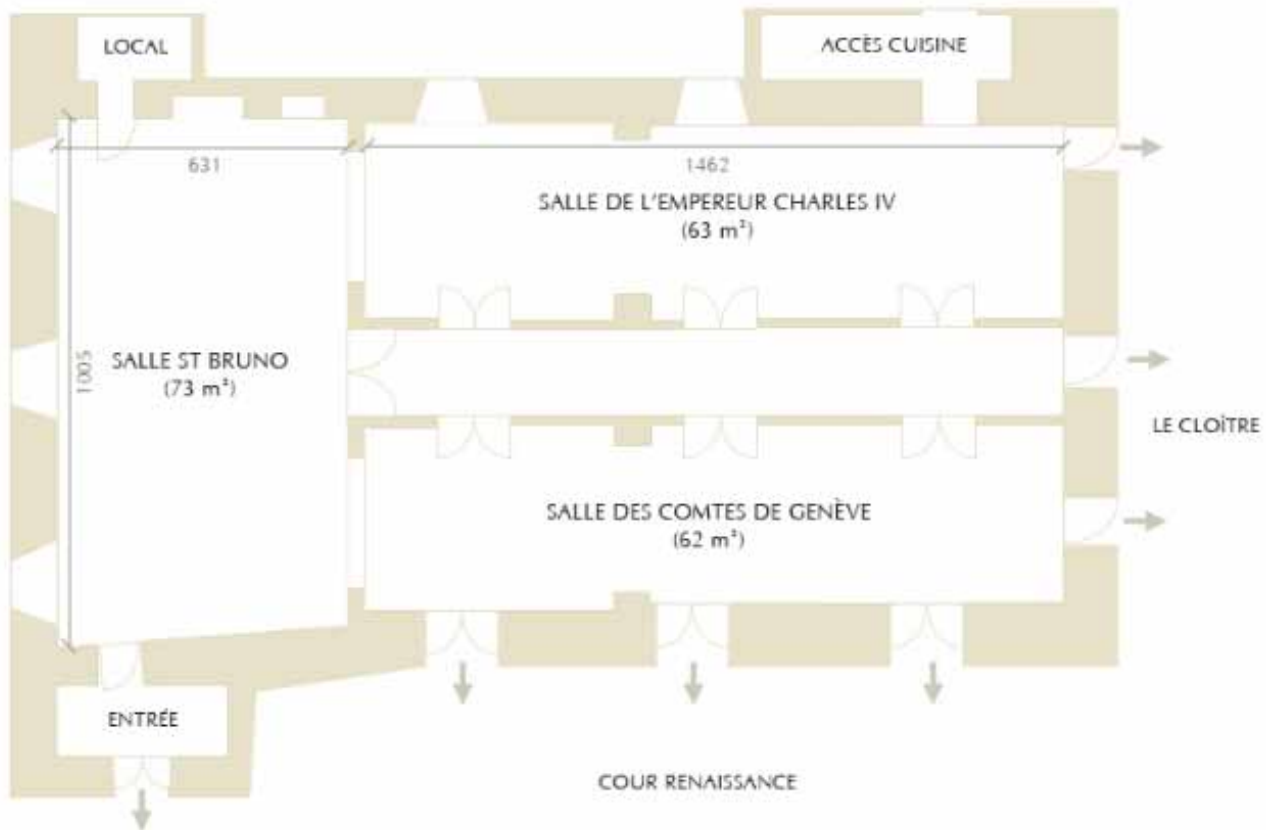 LOCAL
ACCÈS CUISINE
631
1462
SALLE DE L'EMPEREUR CHARLES IV
(63 m²)
1005
SALLE ST BRUNO
(73 m²)
LE CLOÎTRE
SALLE DES COMTES DE GENÈVE
(62 m²)
ENTRÉE
COUR RENAISSANCE